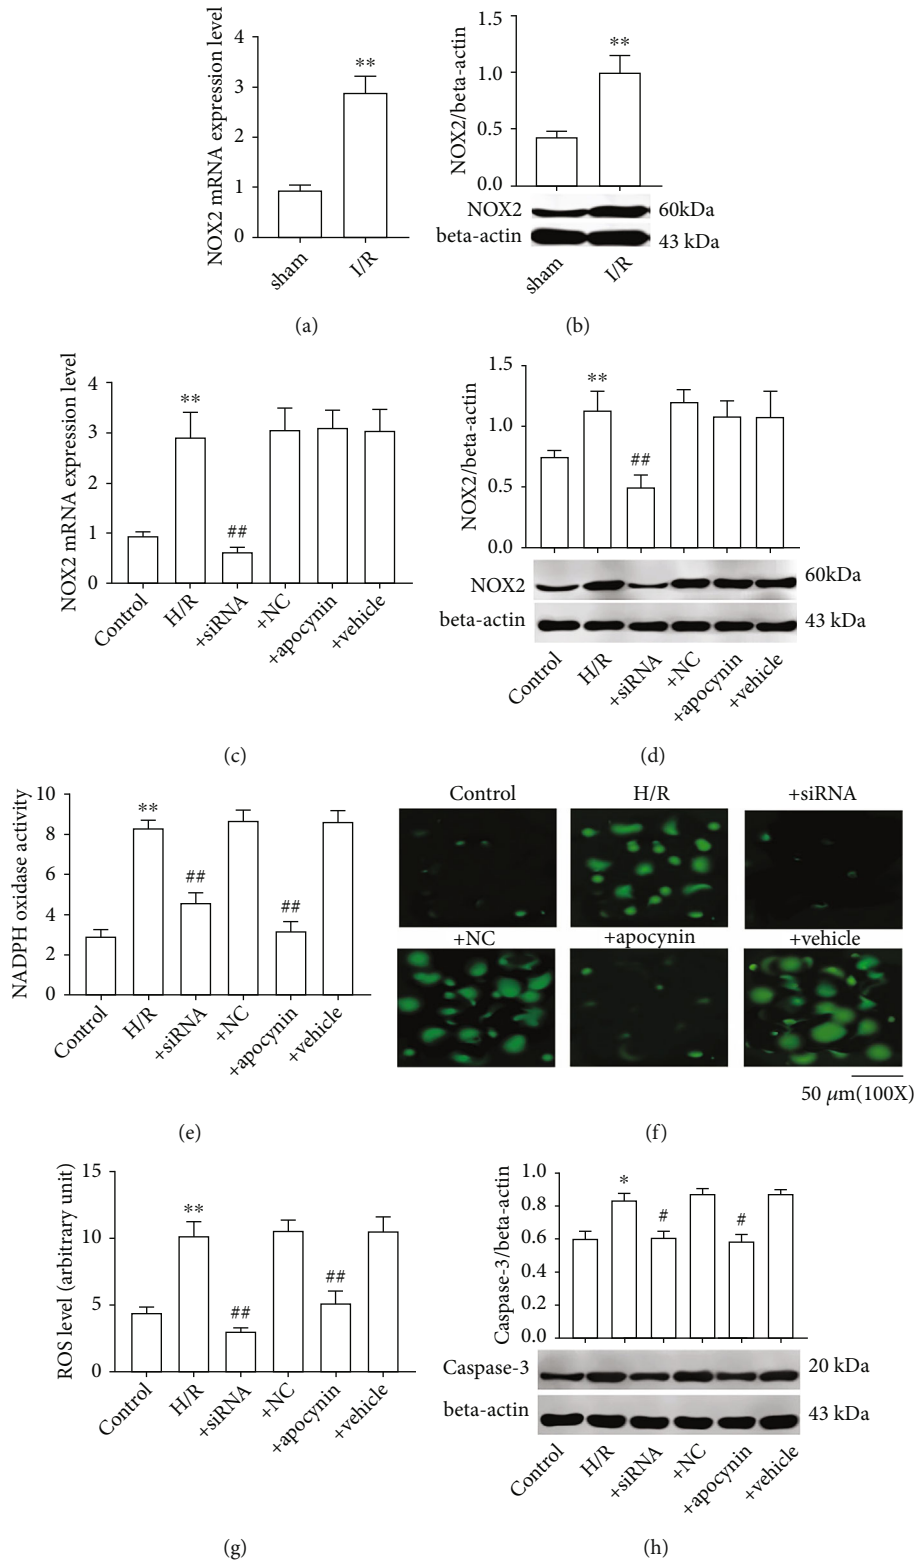 NOX2 mRNA expression level
4
3
2
1
0
**
sham
I/R
(a)
NOX2/beta-actin
1.5
1.0
0.5
0.0
**
NOX2
60kDa
beta-actin
43 kDa
sham
I/R
(b)
NOX2 mRNA expression level
4
3
2
1
0
**
##
Control
H/R
+siRNA
+NC
+apocynin
+vehicle
(c)
NOX2/beta-actin
1.5
1.0
0.5
0.0
**
##
NOX2
60kDa
beta-actin
43 kDa
Control
H/R
+siRNA
+NC
+apocynin
+vehicle
(d)
NADPH oxidase activity
10
8
6
4
2
0
**
##
##
Control
H/R
+siRNA
+NC
+apocynin
+vehicle
(e)
Control
H/R
+siRNA
+NC
+apocynin
+vehicle
50 μm(100X)
(f)
ROS level (arbitrary unit)
15
10
5
0
**
##
##
Control
H/R
+siRNA
+NC
+apocynin
+vehicle
(g)
Caspase-3/beta-actin
1.0
0.8
0.6
0.4
0.2
0.0
*
#
#
Caspase-3
20 kDa
beta-actin
43 kDa
Control
H/R
+siRNA
+NC
+apocynin
+vehicle
(h)